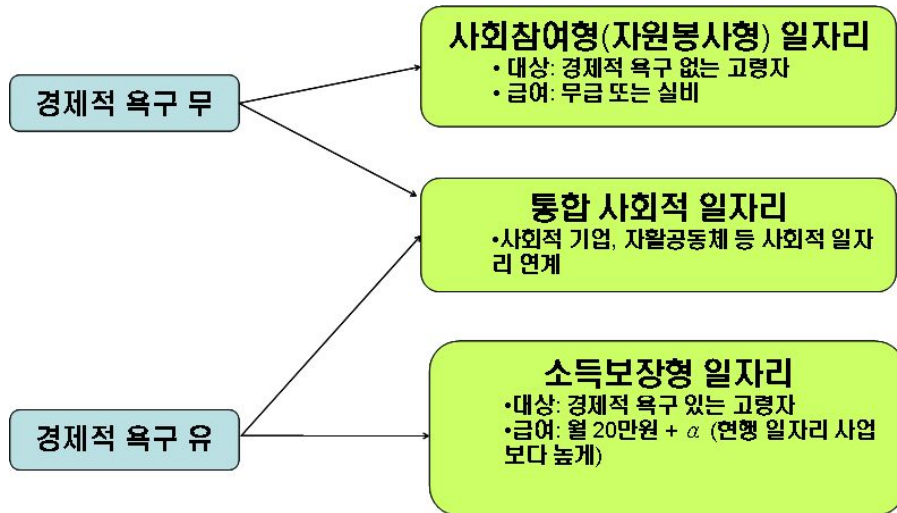 사회참여형(자원봉사형) 일자리
• 대상: 경제적 욕구 없는 고령자
• 급여: 무급 또는 실비
경제적 욕구 무
통합 사회적 일자리
•사회적 기업, 자활공동체 등 사회적 일자
리 연계
소득보장형 일자리
•대상: 경제적 욕구 있는 고령자
•급여: 월 20만원 + α (현행 일자리 사업
보다 높게)
경제적 욕구 유